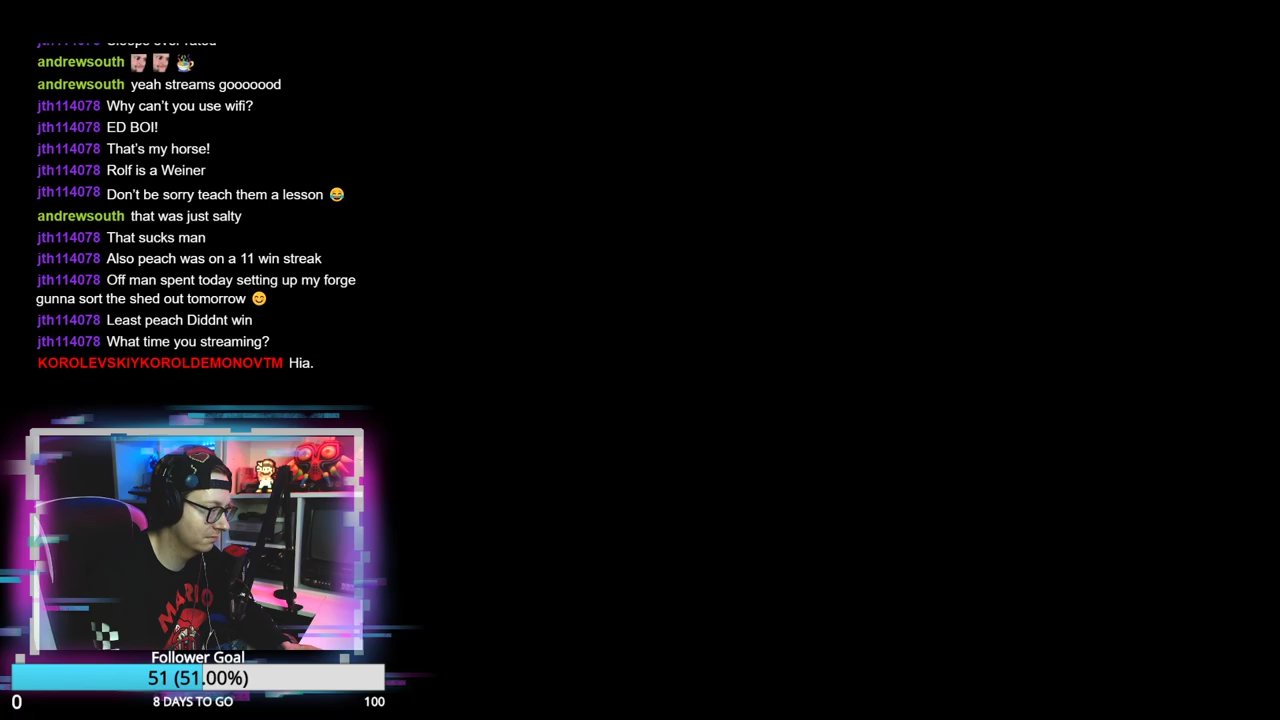 andrewsouth
andrewsouth yeah streams gooooood
jth114078 Why can't you use wifi?
jth114078 ED BOI!
jth114078 That's my horse!
jth114078 Rolf is a Weiner
jth114078 Don't be sorry teach them a lesson 😂
andrewsouth that was just salty
jth114078 That sucks man
jth114078 Also peach was on a 11 win streak
jth114078 Off man spent today setting up my forge
gunna sort the shed out tomorrow 😊
jth114078 Least peach Diddnt win
jth114078 What time you streaming?
KOROLEVSKIYKOROLDEMONOVTM Hia.
MARIO
Follower Goal
51 (51.00%)
0 8 DAYS TO GO 100